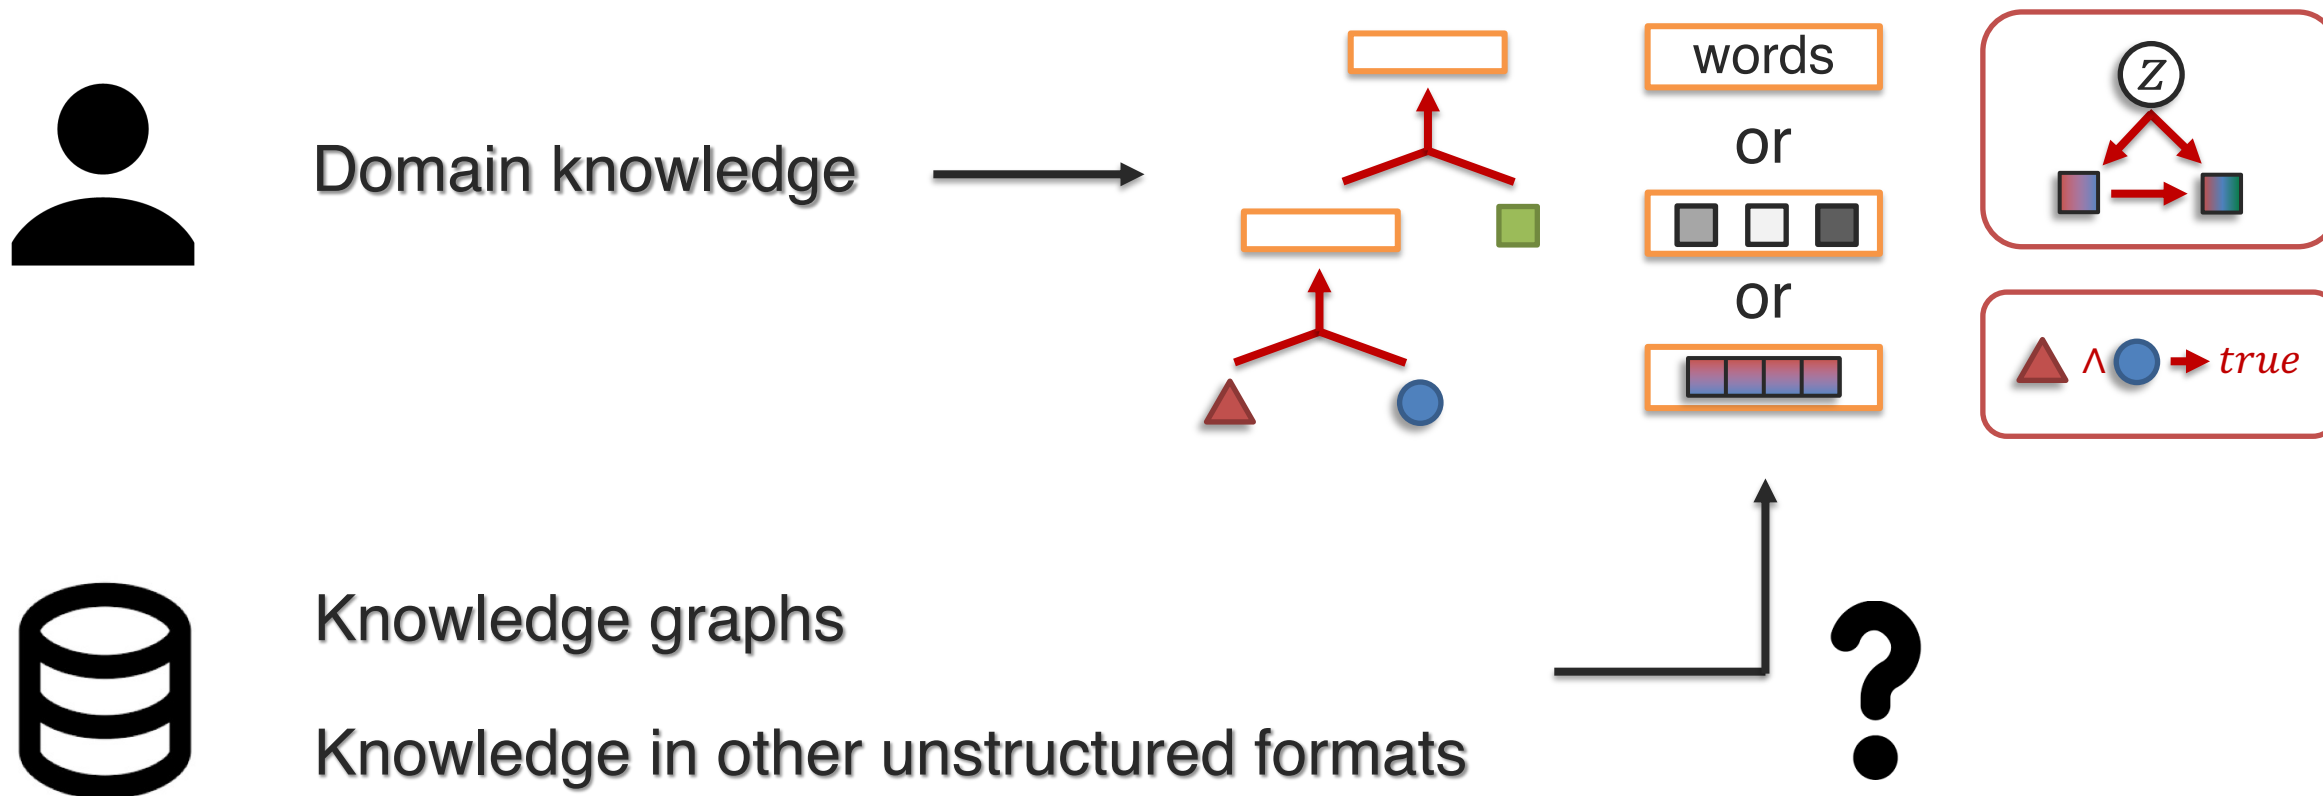 Domain knowledge
words
or
or
z
∧ true
Knowledge graphs
Knowledge in other unstructured formats
?